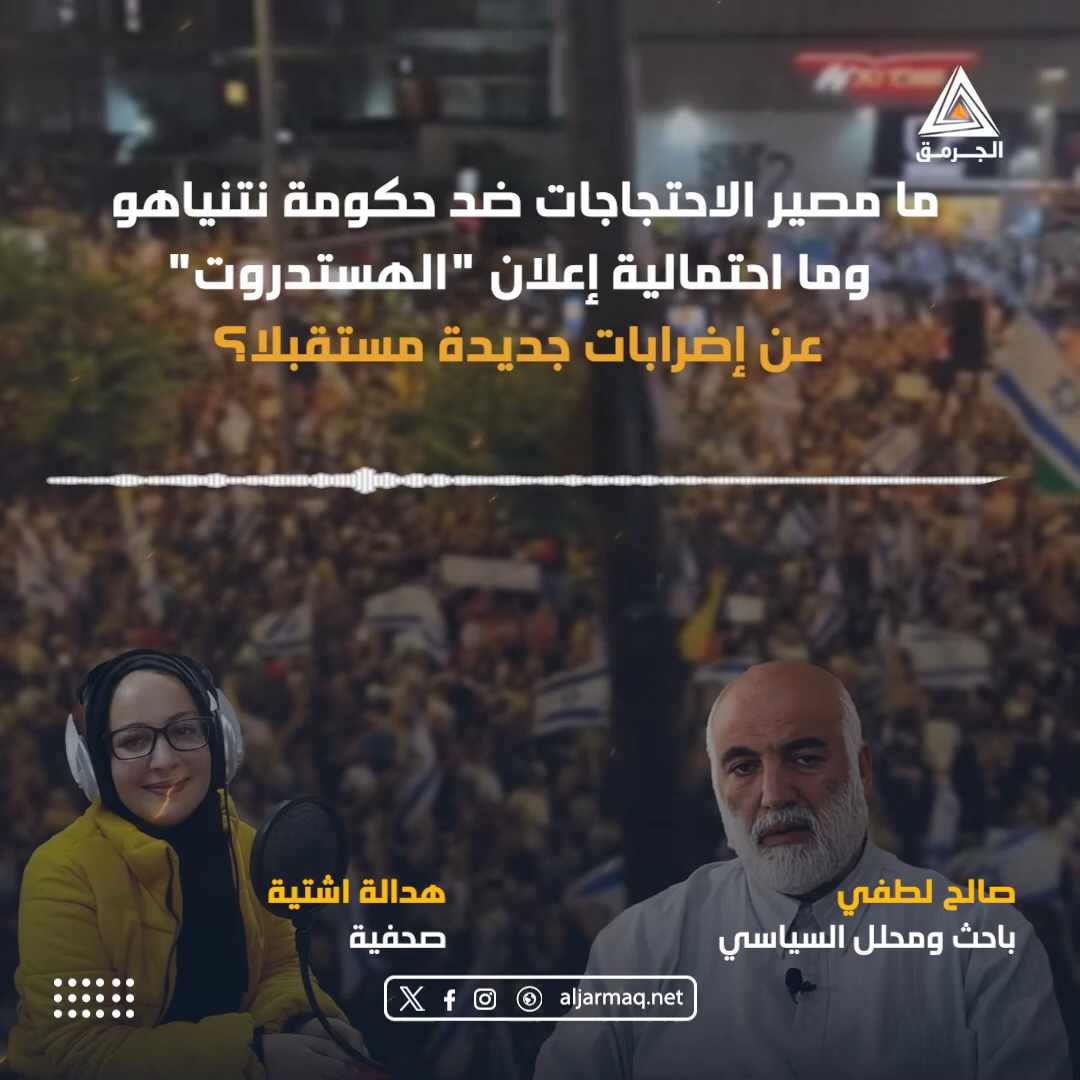 الجرمق
ما مصير الاحتجاجات ضد حكومة نتنياهو
وما احتمالية إعلان "الهستدروت"
عن إضرابات جديدة مستقبلا؟
صالح لطفي
باحث ومحلل السياسي
هدالة اشتية
صحفية
aljarmaq.net